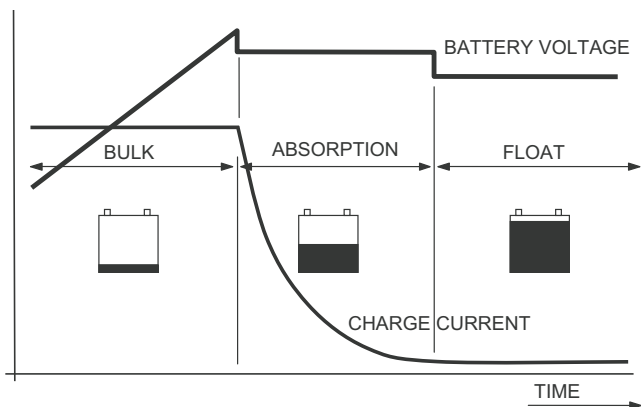 BATTERY VOLTAGE
BULK
ABSORPTION
FLOAT
CHARGE CURRENT
TIME